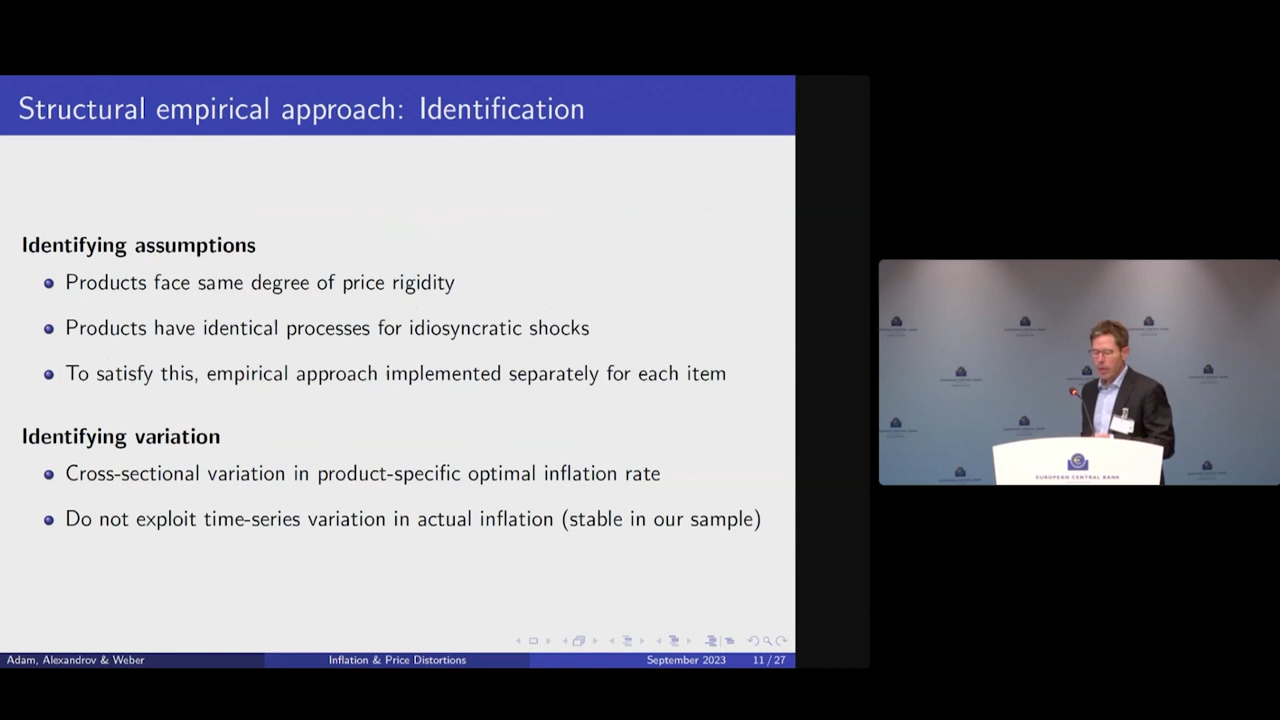 Structural empirical approach: Identification
Identifying assumptions
Products face same degree of price rigidity
Products have identical processes for idiosyncratic shocks
To satisfy this, empirical approach implemented separately for each item
Identifying variation
Cross-sectional variation in product-specific optimal inflation rate
Do not exploit time-series variation in actual inflation (stable in our sample)
Adam, Alexandrov & Weber
Inflation & Price Distortions
September 2023
11 / 27
EUROPEAN CENTRAL BANK